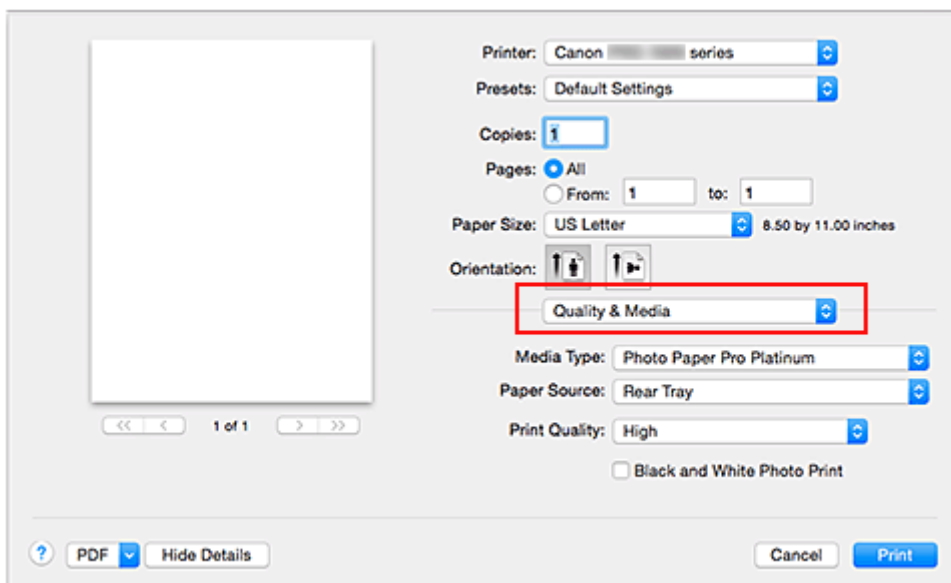 Printer: Canon series
Presets: Default Settings
Copies: 1
Pages: All
From: 1 to: 1
Paper Size: US Letter 8.50 by 11.00 inches
Orientation:
Quality & Media
Media Type: Photo Paper Pro Platinum
Paper Source: Rear Tray
1 of 1
Print Quality: High
Black and White Photo Print
? PDF Hide Details Cancel Print